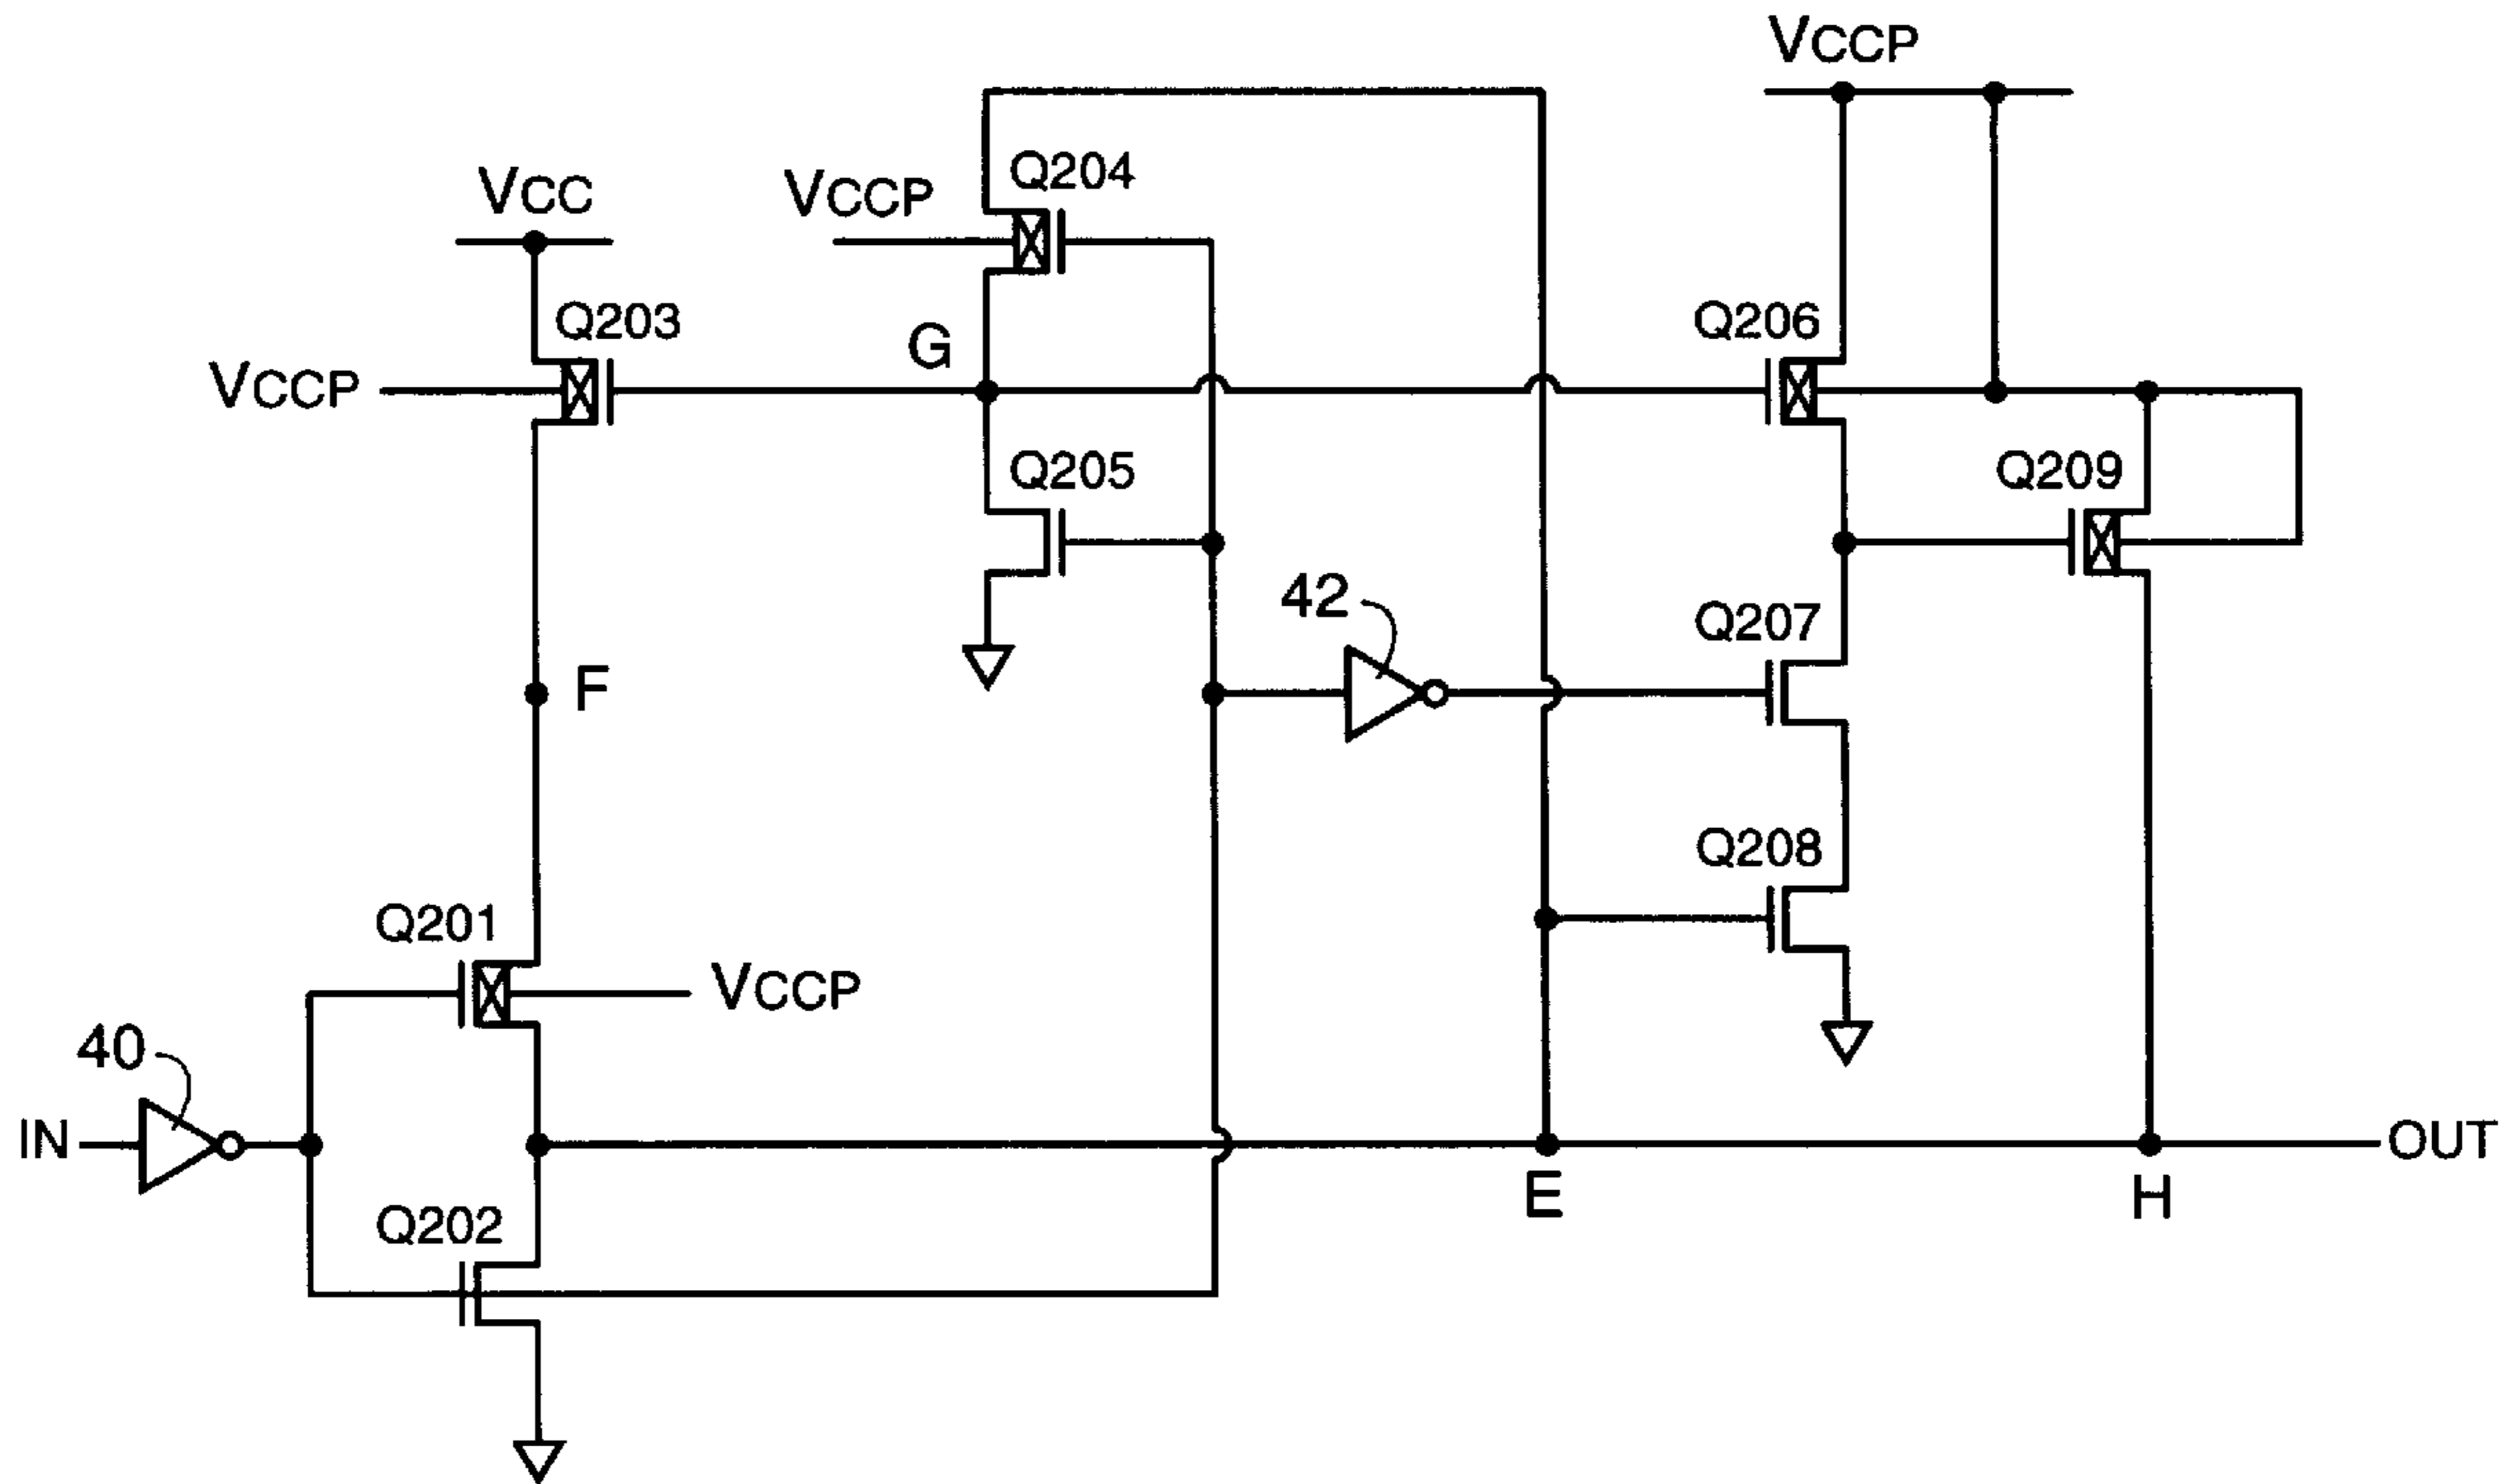 VCCP
VCC
VCCP
Q204
Q203
VCCP
G
Q206
Q205
Q209
42
Q207
F
Q208
Q201
VCCP
40
IN
OUT
E
H
Q202